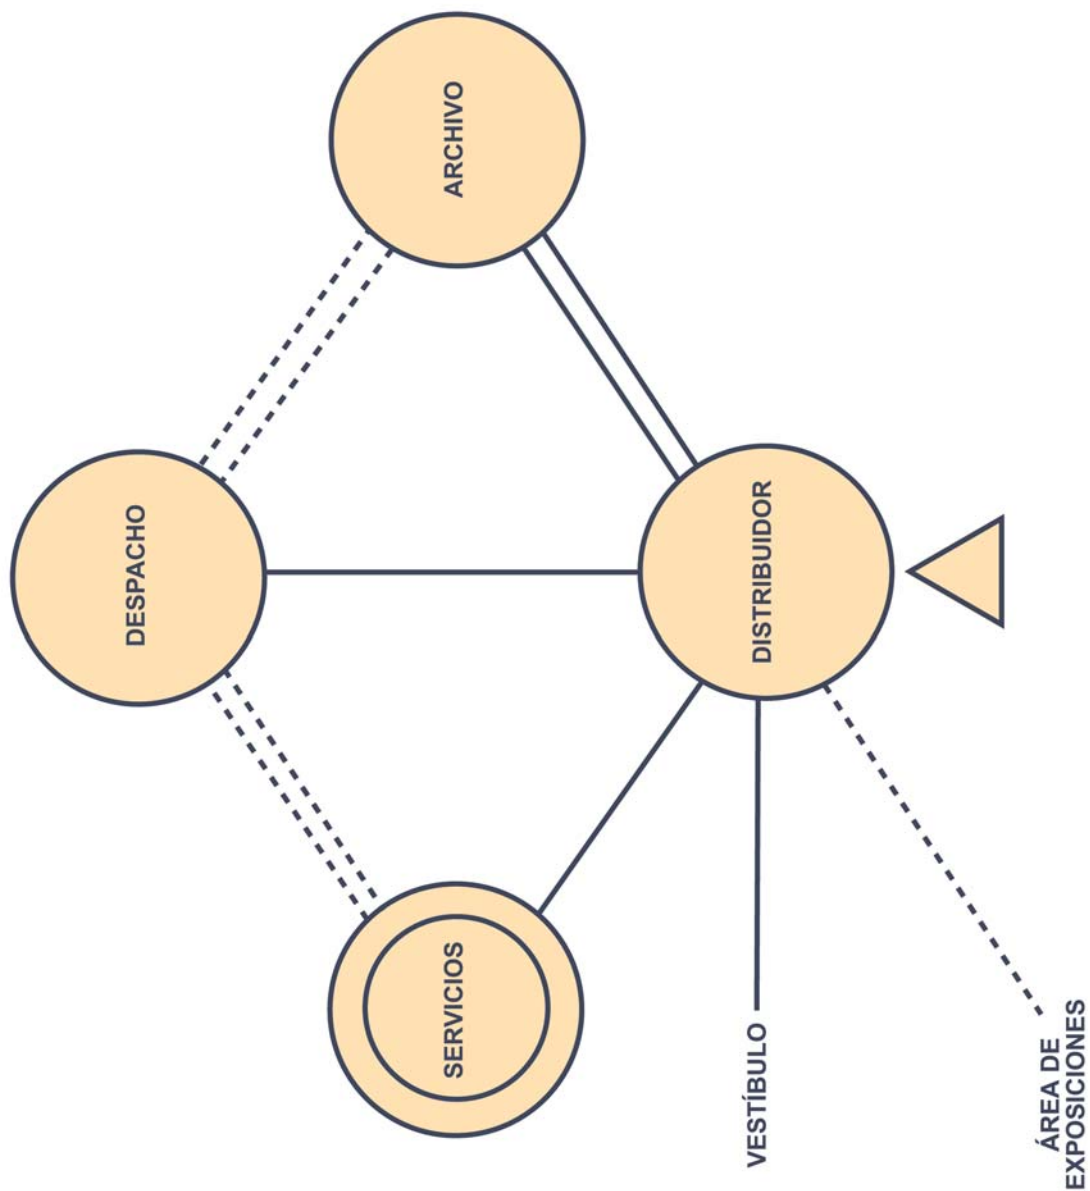 DESPACHO
SERVICIOS
ARCHIVO
VESTÍBULO
DISTRIBUIDOR
ÁREA DE
EXPOSICIONES